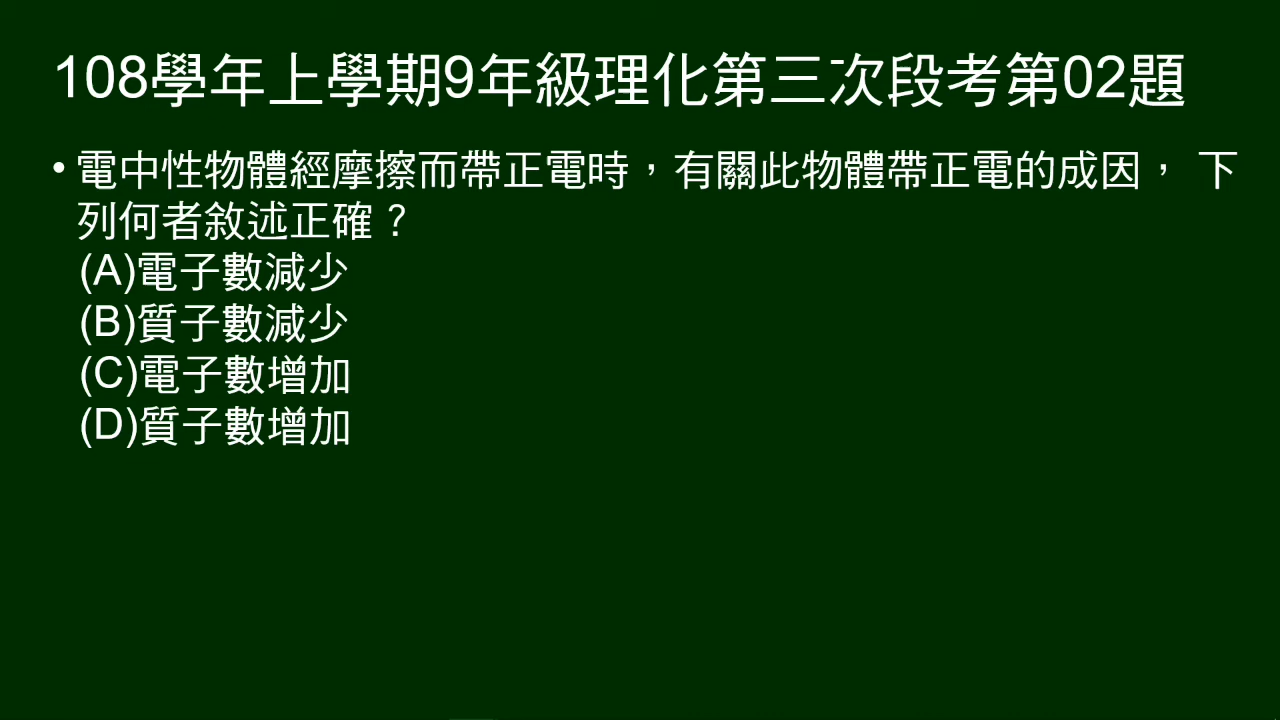 108學年上學期9年級理化第三次段考第02題
• 電中性物體經摩擦而帶正電時，有關此物體帶正電的成因， 下
列何者敘述正確？
(A)電子數減少
(B)質子數減少
(C)電子數增加
(D)質子數增加